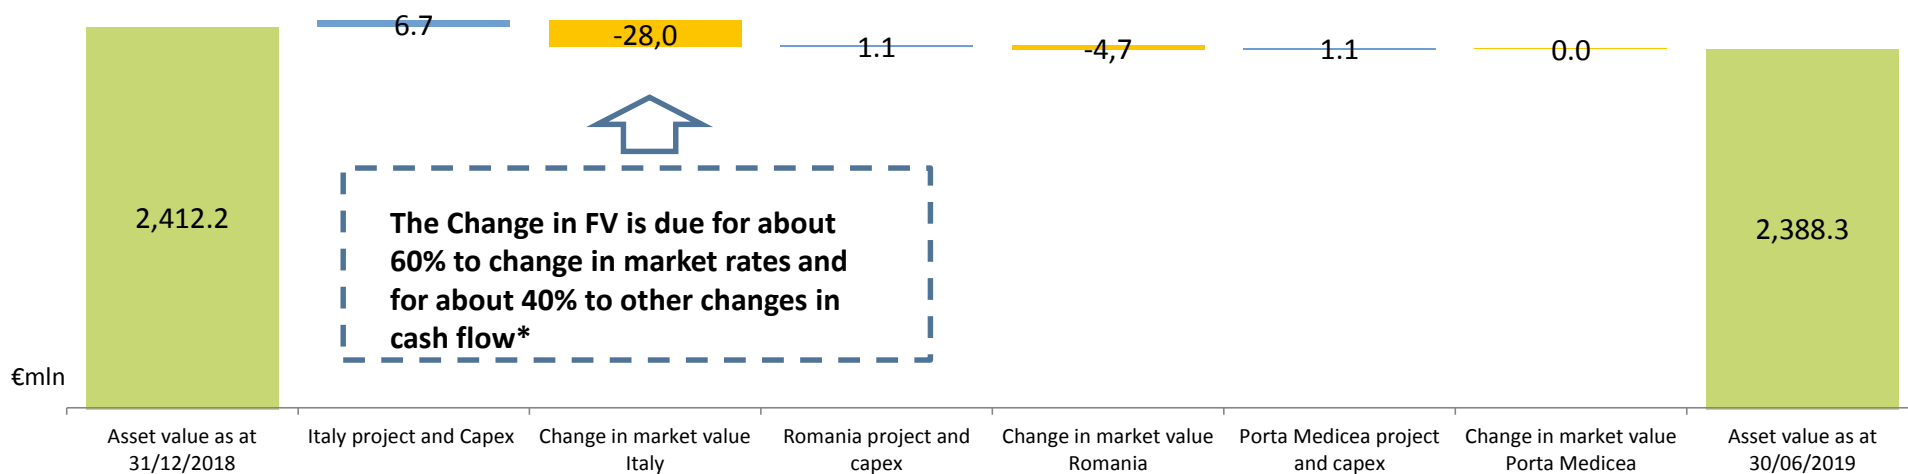 6.7
-28,0
1.1
-4,7
1.1
0.0
2,412.2
2,388.3
The Change in FV is due for about
60% to change in market rates and
for about 40% to other changes in
cash flow*
€mln
Asset value as at
31/12/2018
Italy project and Capex
Change in market value
Italy
Romania project and
capex
Change in market value
Romania
Porta Medicea project
and capex
Change in market value
Porta Medicea
Asset value as at
30/06/2019